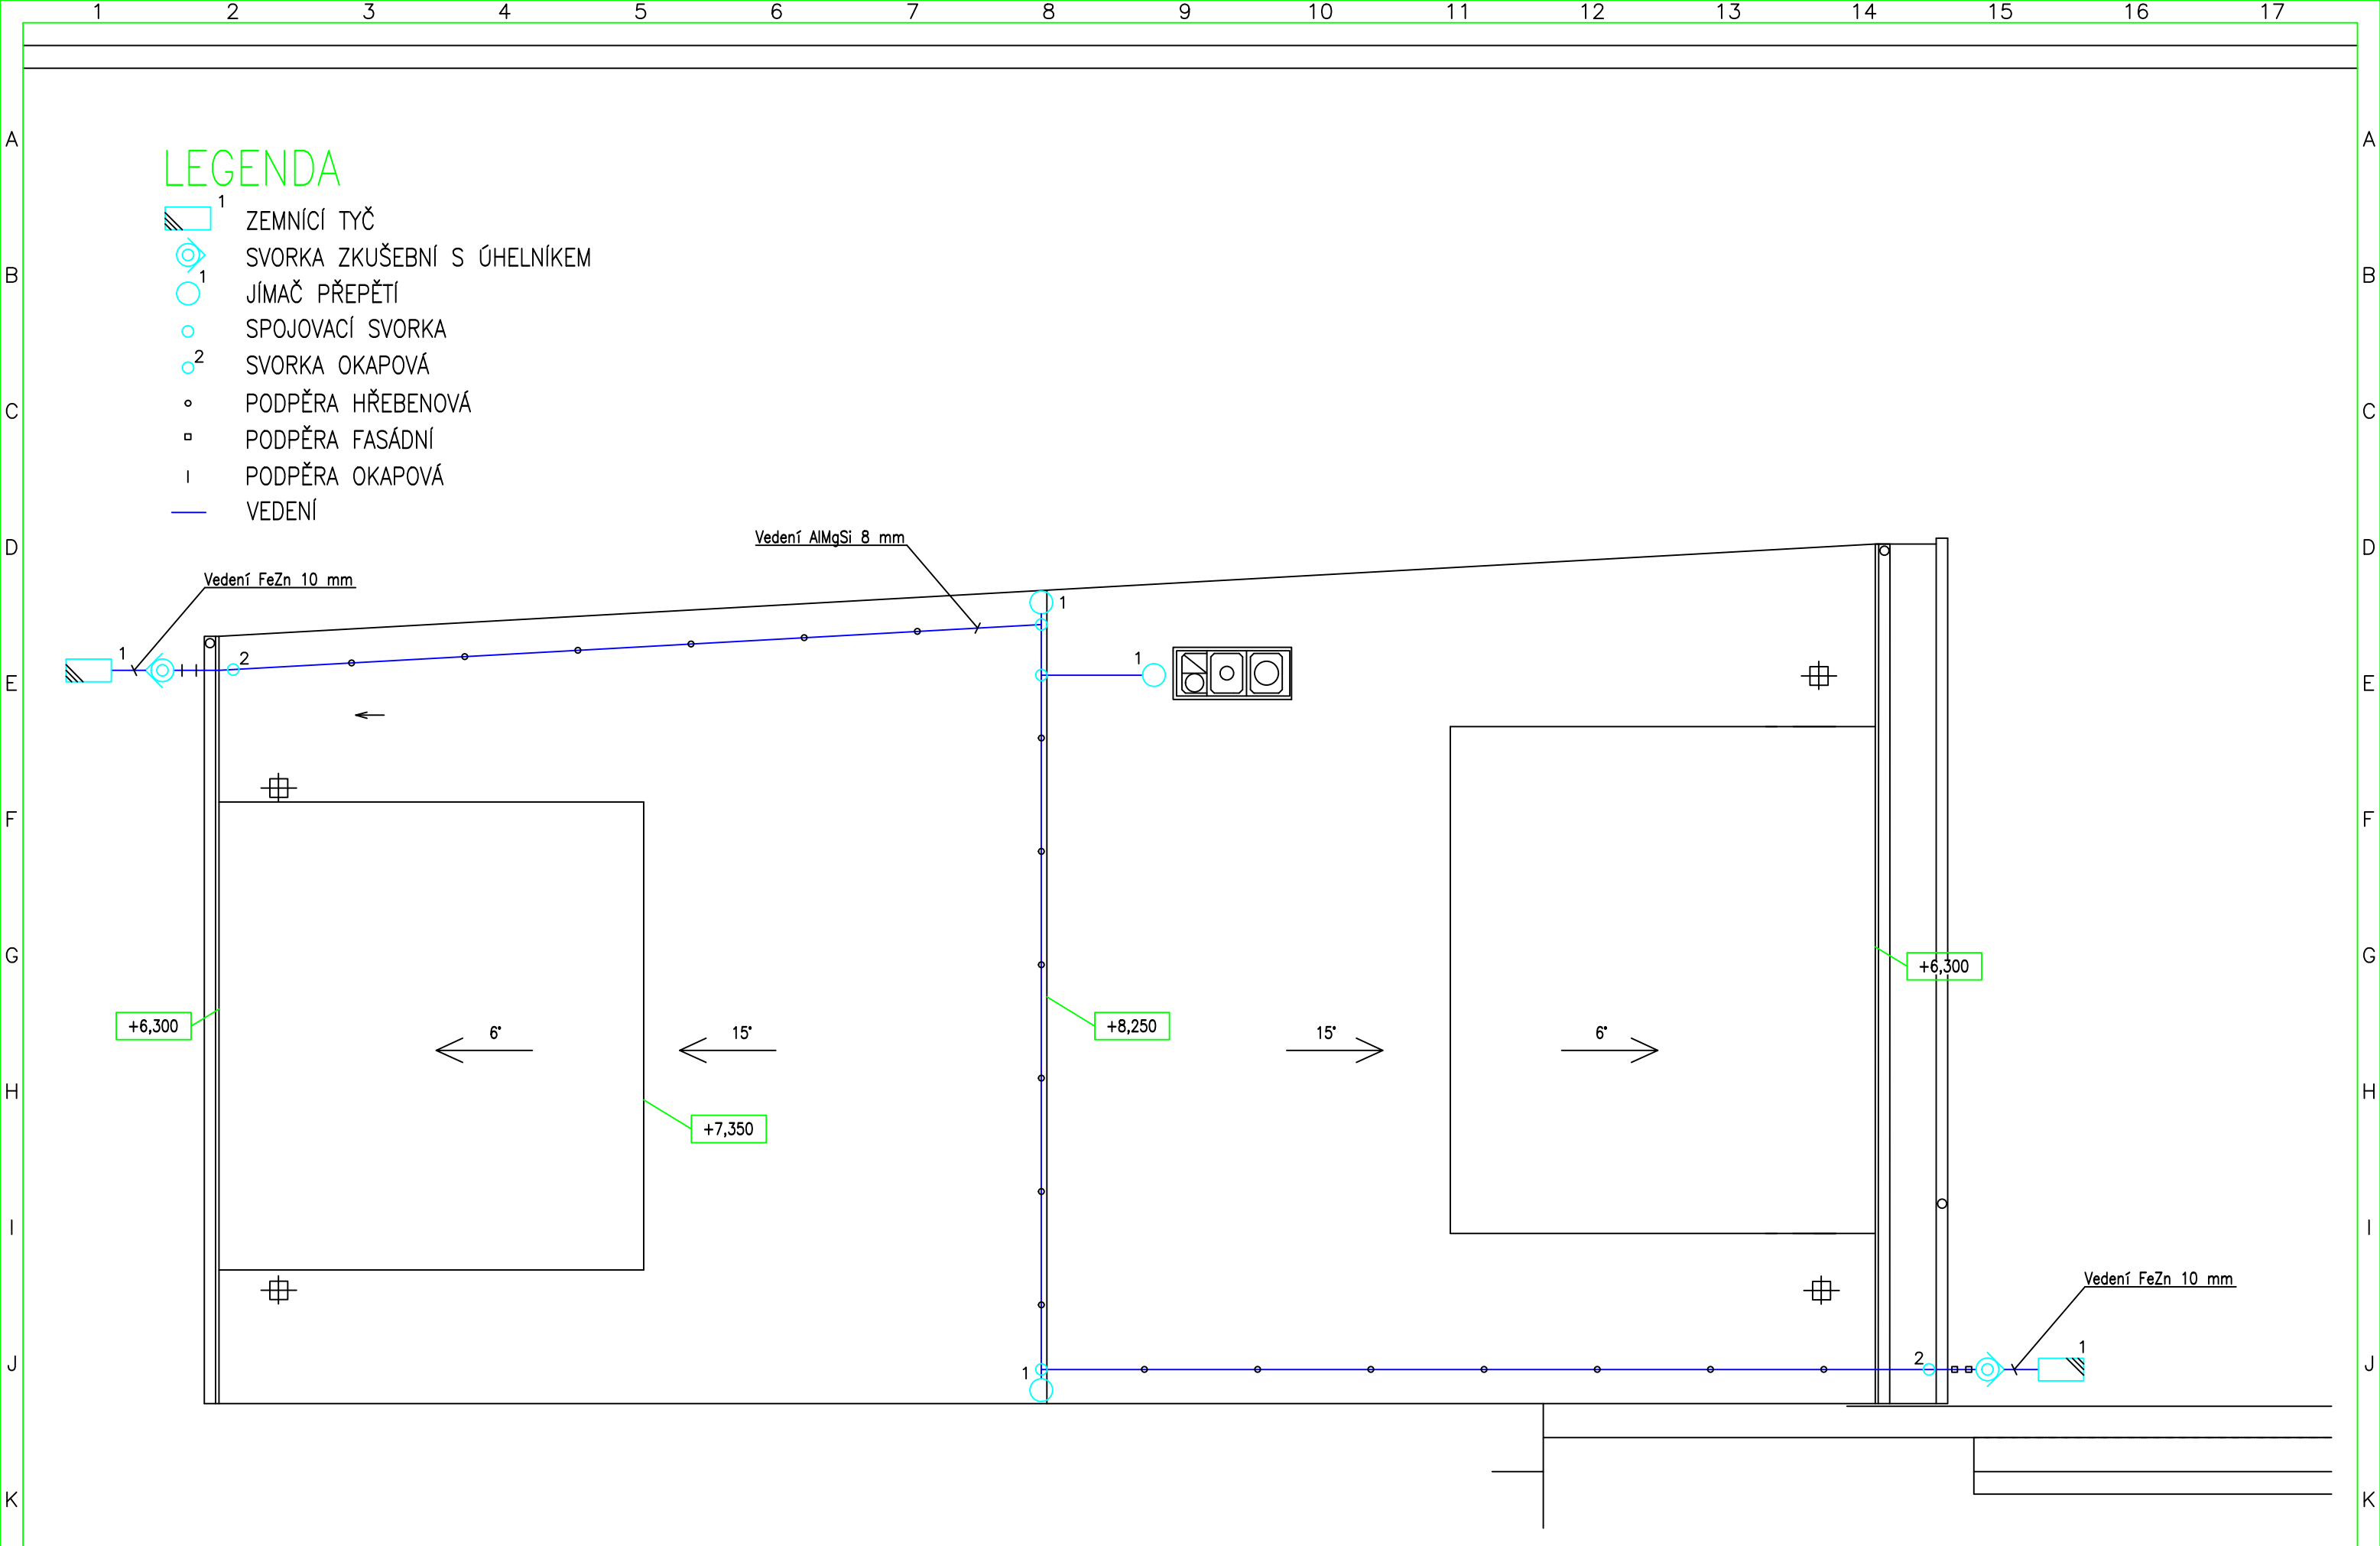 1 2 3 4 5 6 7 8 9 10 11 12 13 14 15 16 17
A A
LEGENDA
1
ZEMNÍCÍ TYČ
SVORKA ZKUŠEBNÍ S ÚHELNÍKEM
B B
1
JÍMAČ PŘEPĚTÍ
SPOJOVACÍ SVORKA
2
SVORKA OKAPOVÁ
PODPĚRA HŘEBENOVÁ
C C
PODPĚRA FASÁDNÍ
PODPĚRA OKAPOVÁ
VEDENÍ
Vedení AlMgSi 8 mm
D D
Vedení FeZn 10 mm
1
1 2 1
E E
F F
G G
+6,300
+6,300 +8,250
6° 15° 15° 6°
H H
+7,350
I I
Vedení FeZn 10 mm
J 1 2 1 J
K K